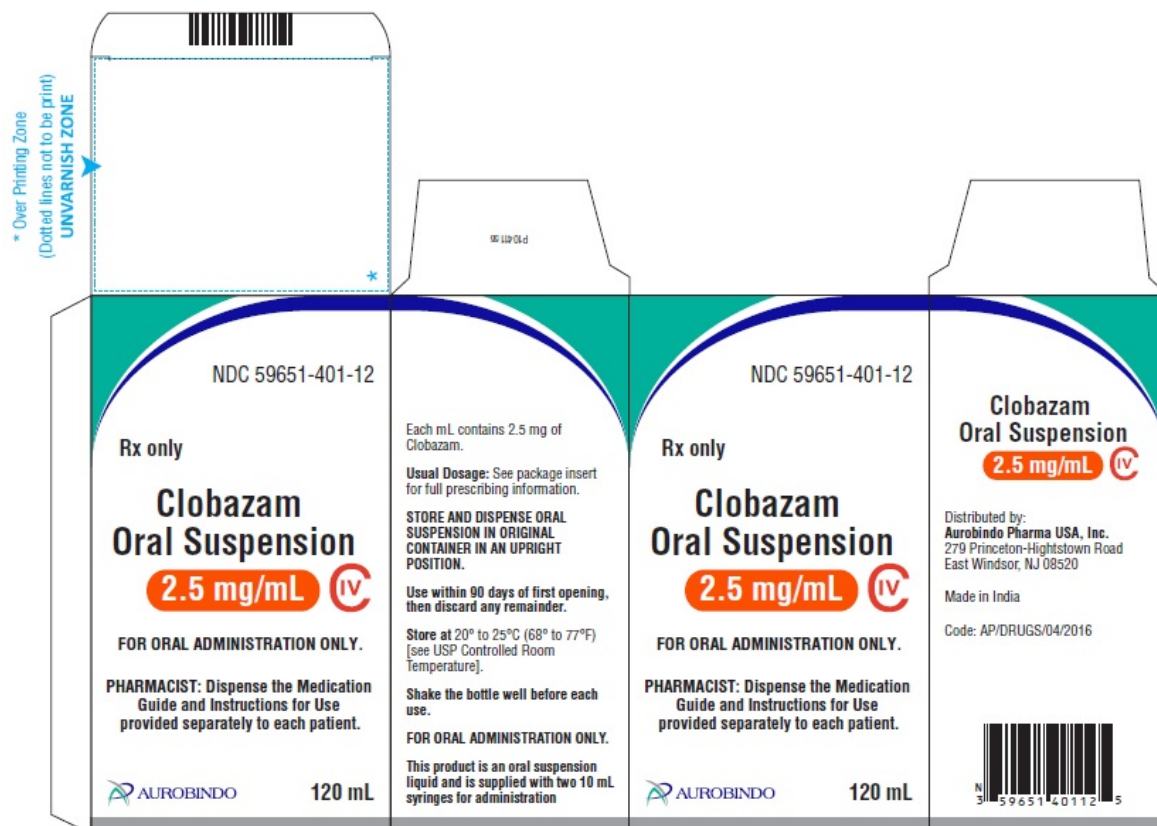 * Over Printing Zone
(Dotted lines not to be print)
UNVARNISH ZONE
*
NDC 59651-401-12
Rx only
Clobazam
Oral Suspension
2.5 mg/mL CIV
FOR ORAL ADMINISTRATION ONLY.
PHARMACIST: Dispense the Medication
Guide and Instructions for Use
provided separately to each patient.
AUROBINDO 120 mL
Each mL contains 2.5 mg of
Clobazam.
Usual Dosage: See package insert
for full prescribing information.
STORE AND DISPENSE ORAL
SUSPENSION IN ORIGINAL
CONTAINER IN AN UPRIGHT
POSITION.
Use within 90 days of first opening,
then discard any remainder.
Store at 20° to 25°C (68° to 77°F)
[see USP Controlled Room
Temperature].
Shake the bottle well before each
use.
FOR ORAL ADMINISTRATION ONLY.
This product is an oral suspension
liquid and is supplied with two 10 mL
syringes for administration
NDC 59651-401-12
Rx only
Clobazam
Oral Suspension
2.5 mg/mL CIV
FOR ORAL ADMINISTRATION ONLY.
PHARMACIST: Dispense the Medication
Guide and Instructions for Use
provided separately to each patient.
AUROBINDO 120 mL
Clobazam
Oral Suspension
2.5 mg/mL CIV
Distributed by:
Aurobindo Pharma USA, Inc.
279 Princeton-Hightstown Road
East Windsor, NJ 08520
Made in India
Code: AP/DRUGS/04/2016
N
3 59651 40112 5